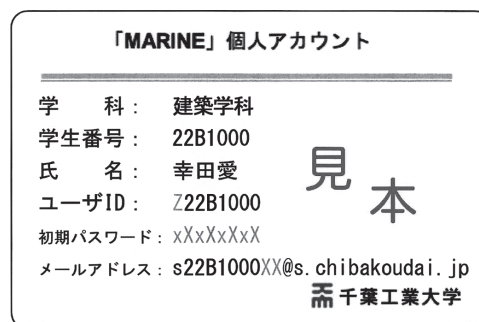 「MARINE」個人アカウント
学　　科： 建築学科
学生番号： 22B1000
氏　　名： 幸田愛
ユーザID： Z22B1000
初期パスワード： xXxXxXxX
メールアドレス： s22B1000XX@s.chibakoudai.jp
見本
千葉工業大学